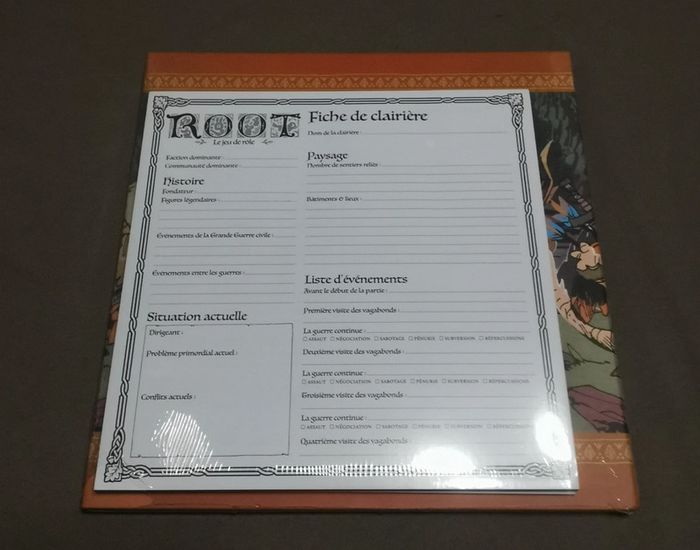 ROOT
Le jeu de rôle
Fiche de clairière
Nom de la clairière :
Faction dominante :
Communauté dominante :
Histoire
Fondateur :
Figures légendaires :
Événements de la Grande Guerre civile :
Événements entre les guerres :
Situation actuelle
Dirigeant :
Problème primordial actuel :
Conflits actuels :
Paysage
Nombre de sentiers reliés :
Bâtiments & lieux :
Liste d'événements
Avant le début de la partie :
Première visite des vagabonds :
La guerre continue :
ASSAUT NÉGOCIATION SABOTAGE PÉNURIE SUBVERSION RÉPERCUSSIONS
Deuxième visite des vagabonds :
La guerre continue :
ASSAUT NÉGOCIATION SABOTAGE PÉNURIE SUBVERSION RÉPERCUSSIONS
Troisième visite des vagabonds :
La guerre continue :
ASSAUT NÉGOCIATION SABOTAGE PÉNURIE SUBVERSION
Quatrième visite des vagabonds :